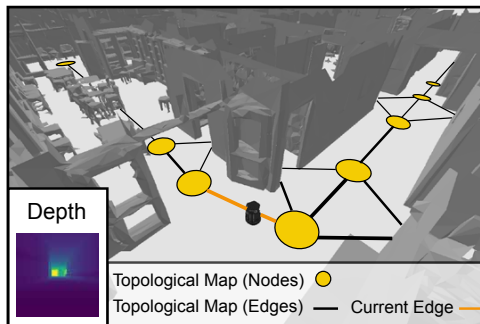 Depth
Topological Map (Nodes)
Topological Map (Edges)
Current Edge